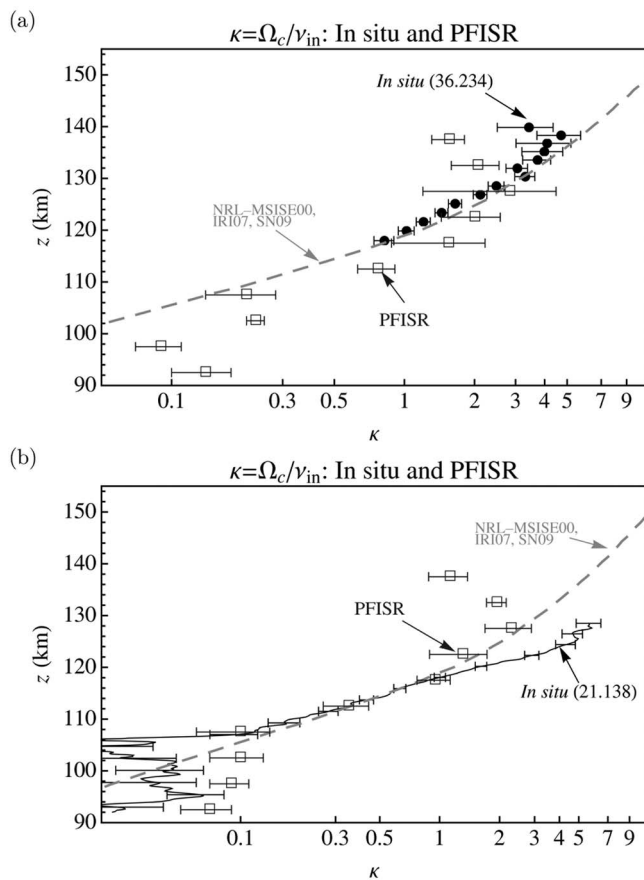 (a)
κ=Ωc/νin: In situ and PFISR
150
140
130
120
110
100
90
z (km)
In situ (36.234)
NRL–MSISE00,
IRI07, SN09
PFISR
0.1 0.3 0.5 1 2 3 4 5 7 9
κ
(b)
κ=Ωc/νin: In situ and PFISR
150
140
130
120
110
100
90
z (km)
NRL–MSISE00,
IRI07, SN09
PFISR
In situ (21.138)
0.1 0.3 0.5 1 2 3 4 5 7 9
κ